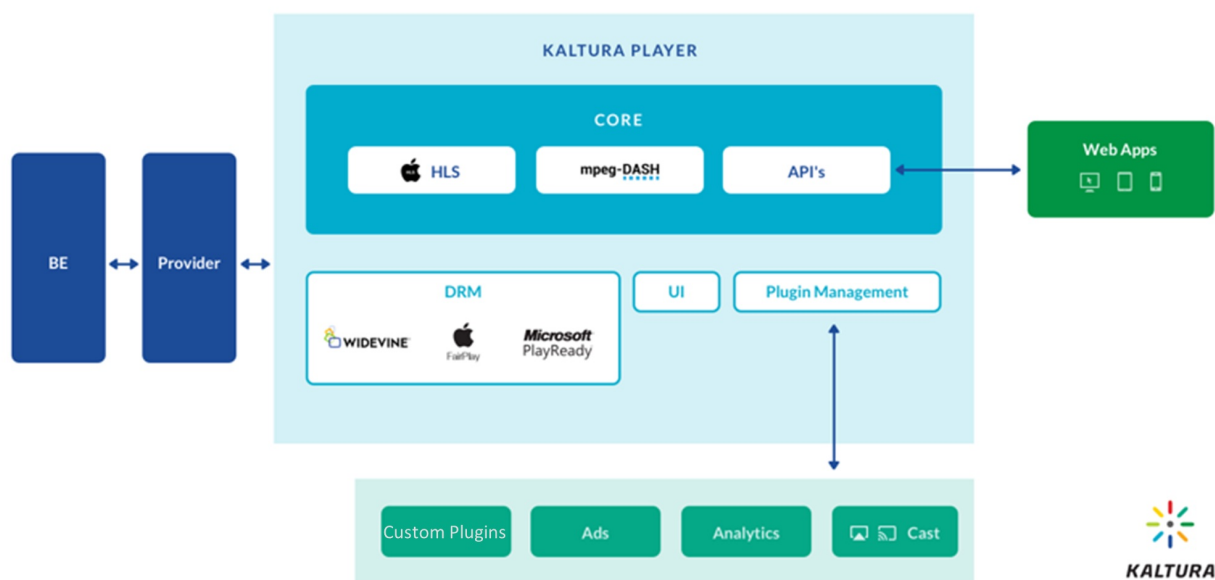 KALTURA PLAYER
CORE
HLS
mpeg-DASH
API's
Web Apps
BE
Provider
DRM
UI
Plugin Management
WIDEVINE
FairPlay
Microsoft
PlayReady
Custom Plugins
Ads
Analytics
Cast
KALTURA